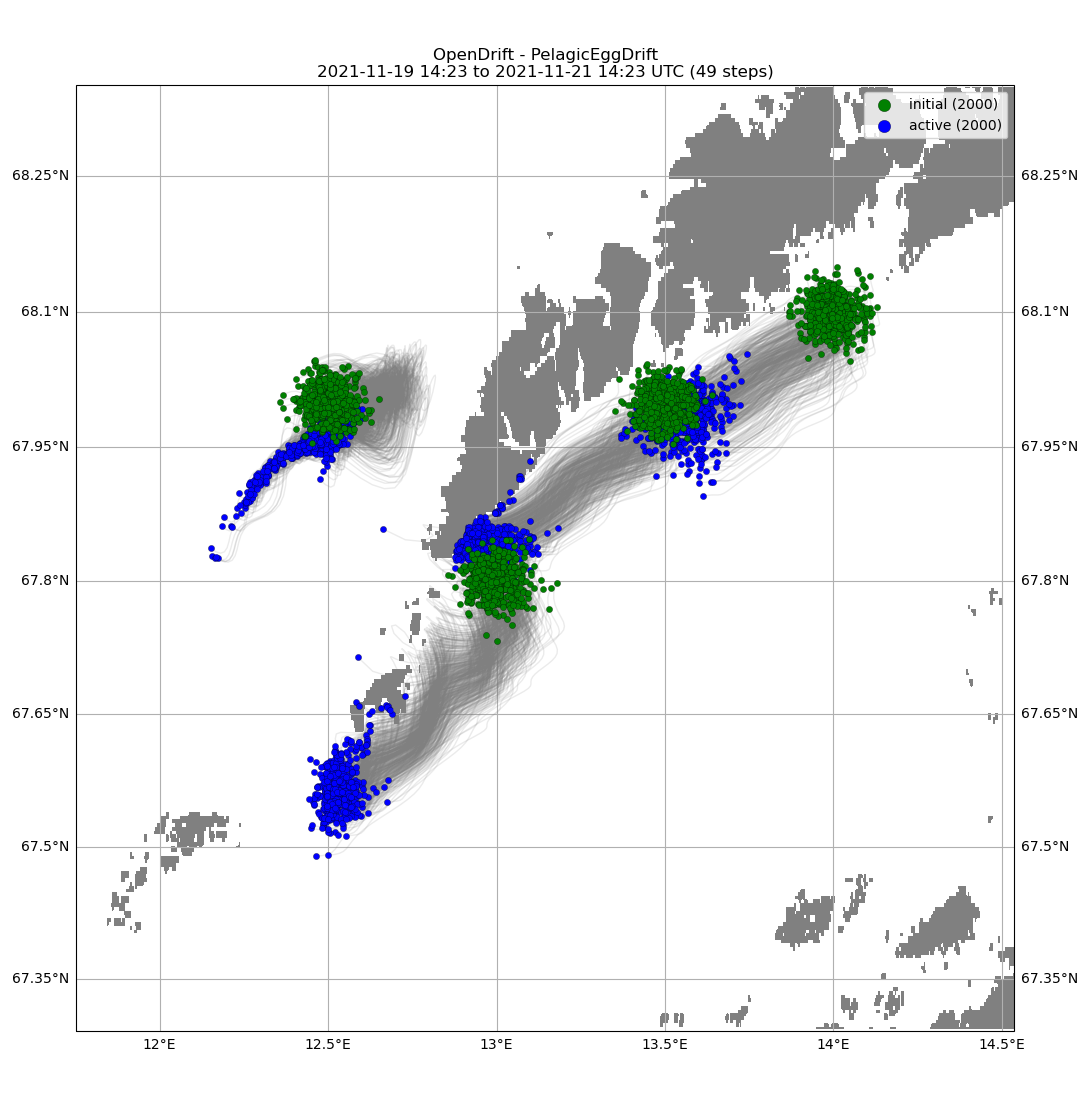 OpenDrift - PelagicEggDrift
2021-11-19 14:23 to 2021-11-21 14:23 UTC (49 steps)
initial (2000)
active (2000)
68.25°N 68.25°N
68.1°N 68.1°N
67.95°N 67.95°N
67.8°N 67.8°N
67.65°N 67.65°N
67.5°N 67.5°N
67.35°N 67.35°N
12°E 12.5°E 13°E 13.5°E 14°E 14.5°E